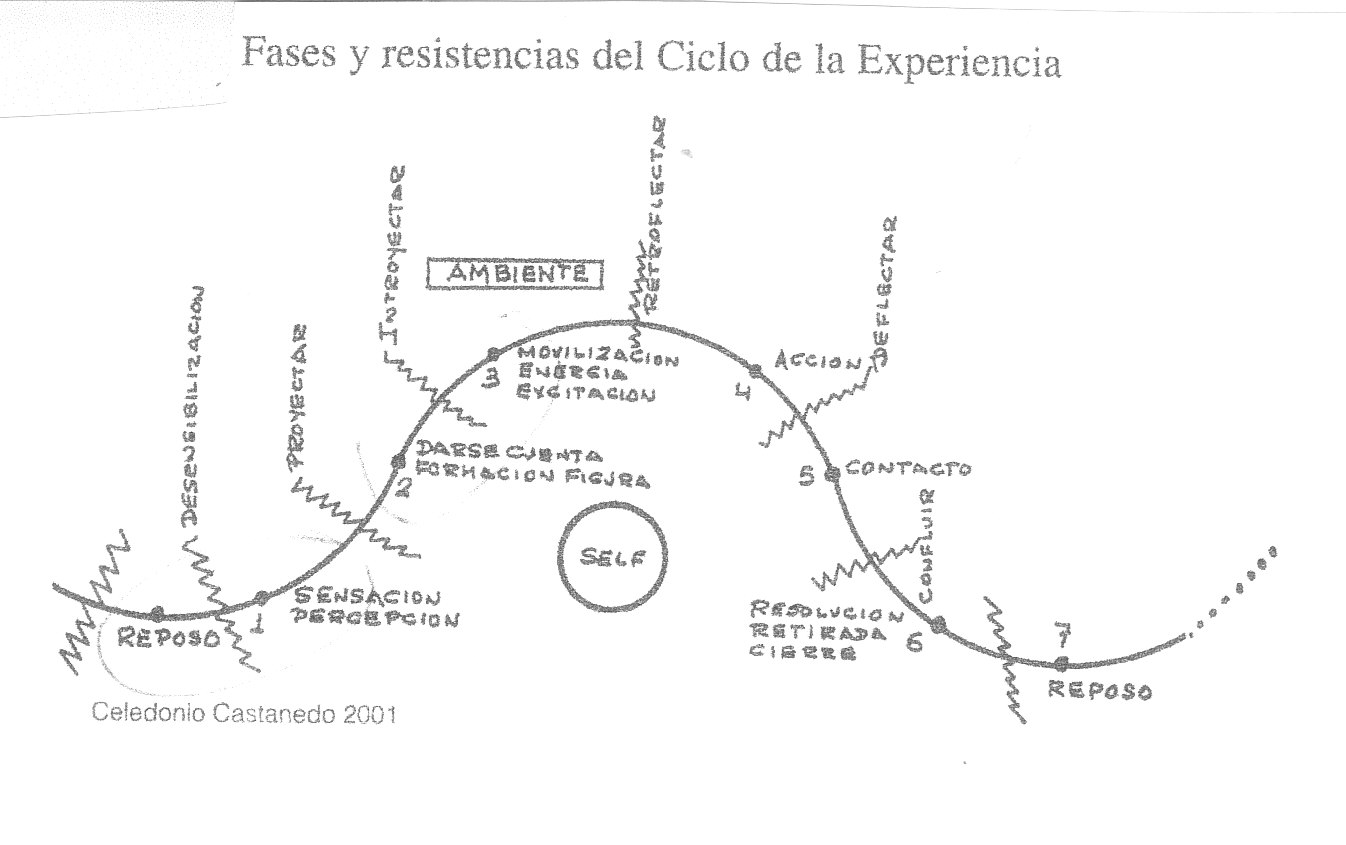 Fases y resistencias del Ciclo de la Experiencia
RETROFLECTAR
INTROYECTAR
DEFLECTAR
AMBIENTE
DESENSIBILIZACION
PROYECTAR
3
MOVILIZACION
ENERGIA
EXCITACION
4
ACCION
2
DARSE CUENTA
FORMACION FIGURA
5
CONTACTO
SELF
CONFLUIR
REPOSO
1
SENSACION
PERCEPCION
RESOLUCION
RETIRADA
CIERRE
6
7
REPOSO
Celedonio Castanedo 2001